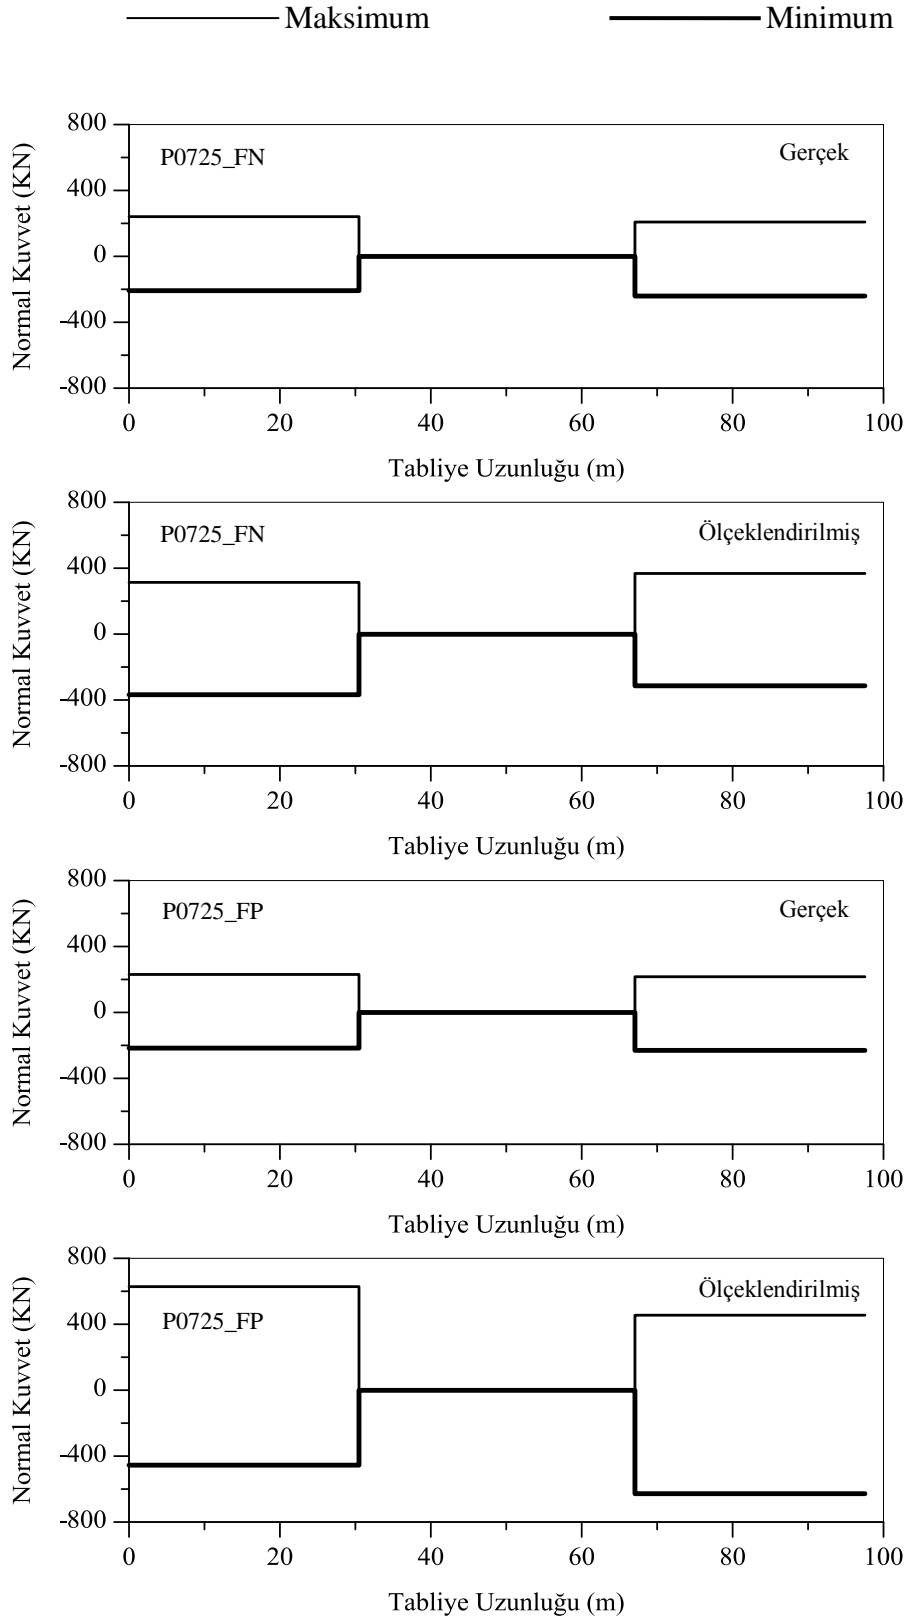 Maksimum
Minimum
Normal Kuvvet (KN)
800
400
0
-400
-800
P0725_FN
Gerçek
0 20 40 60 80 100
Tabliye Uzunluğu (m)
Normal Kuvvet (KN)
800
400
0
-400
-800
P0725_FN
Ölçeklendirilmiş
0 20 40 60 80 100
Tabliye Uzunluğu (m)
Normal Kuvvet (KN)
800
400
0
-400
-800
P0725_FP
Gerçek
0 20 40 60 80 100
Tabliye Uzunluğu (m)
Normal Kuvvet (KN)
800
400
0
-400
-800
P0725_FP
Ölçeklendirilmiş
0 20 40 60 80 100
Tabliye Uzunluğu (m)